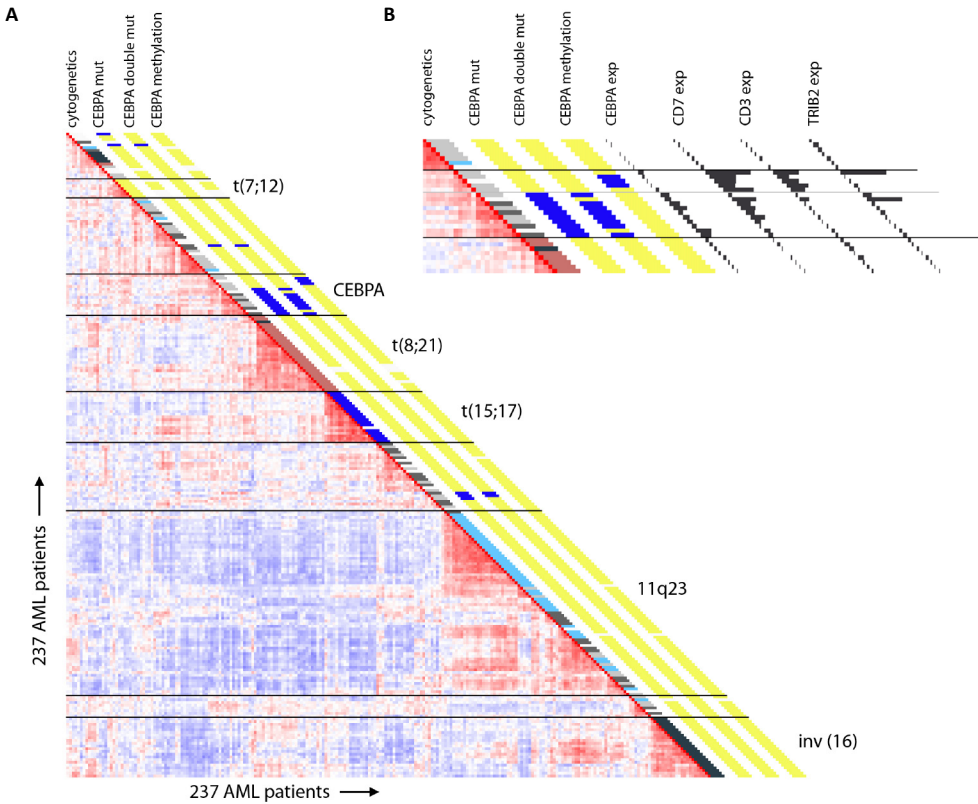 A
cytogenetics
CEBPA mut
CEBPA double mut
CEBPA methylation
t(7;12)
CEBPA
t(8;21)
t(15;17)
11q23
inv (16)
237 AML patients
237 AML patients
B
cytogenetics
CEBPA mut
CEBPA double mut
CEBPA methylation
CEBPA exp
CD7 exp
CD3 exp
TRIB2 exp